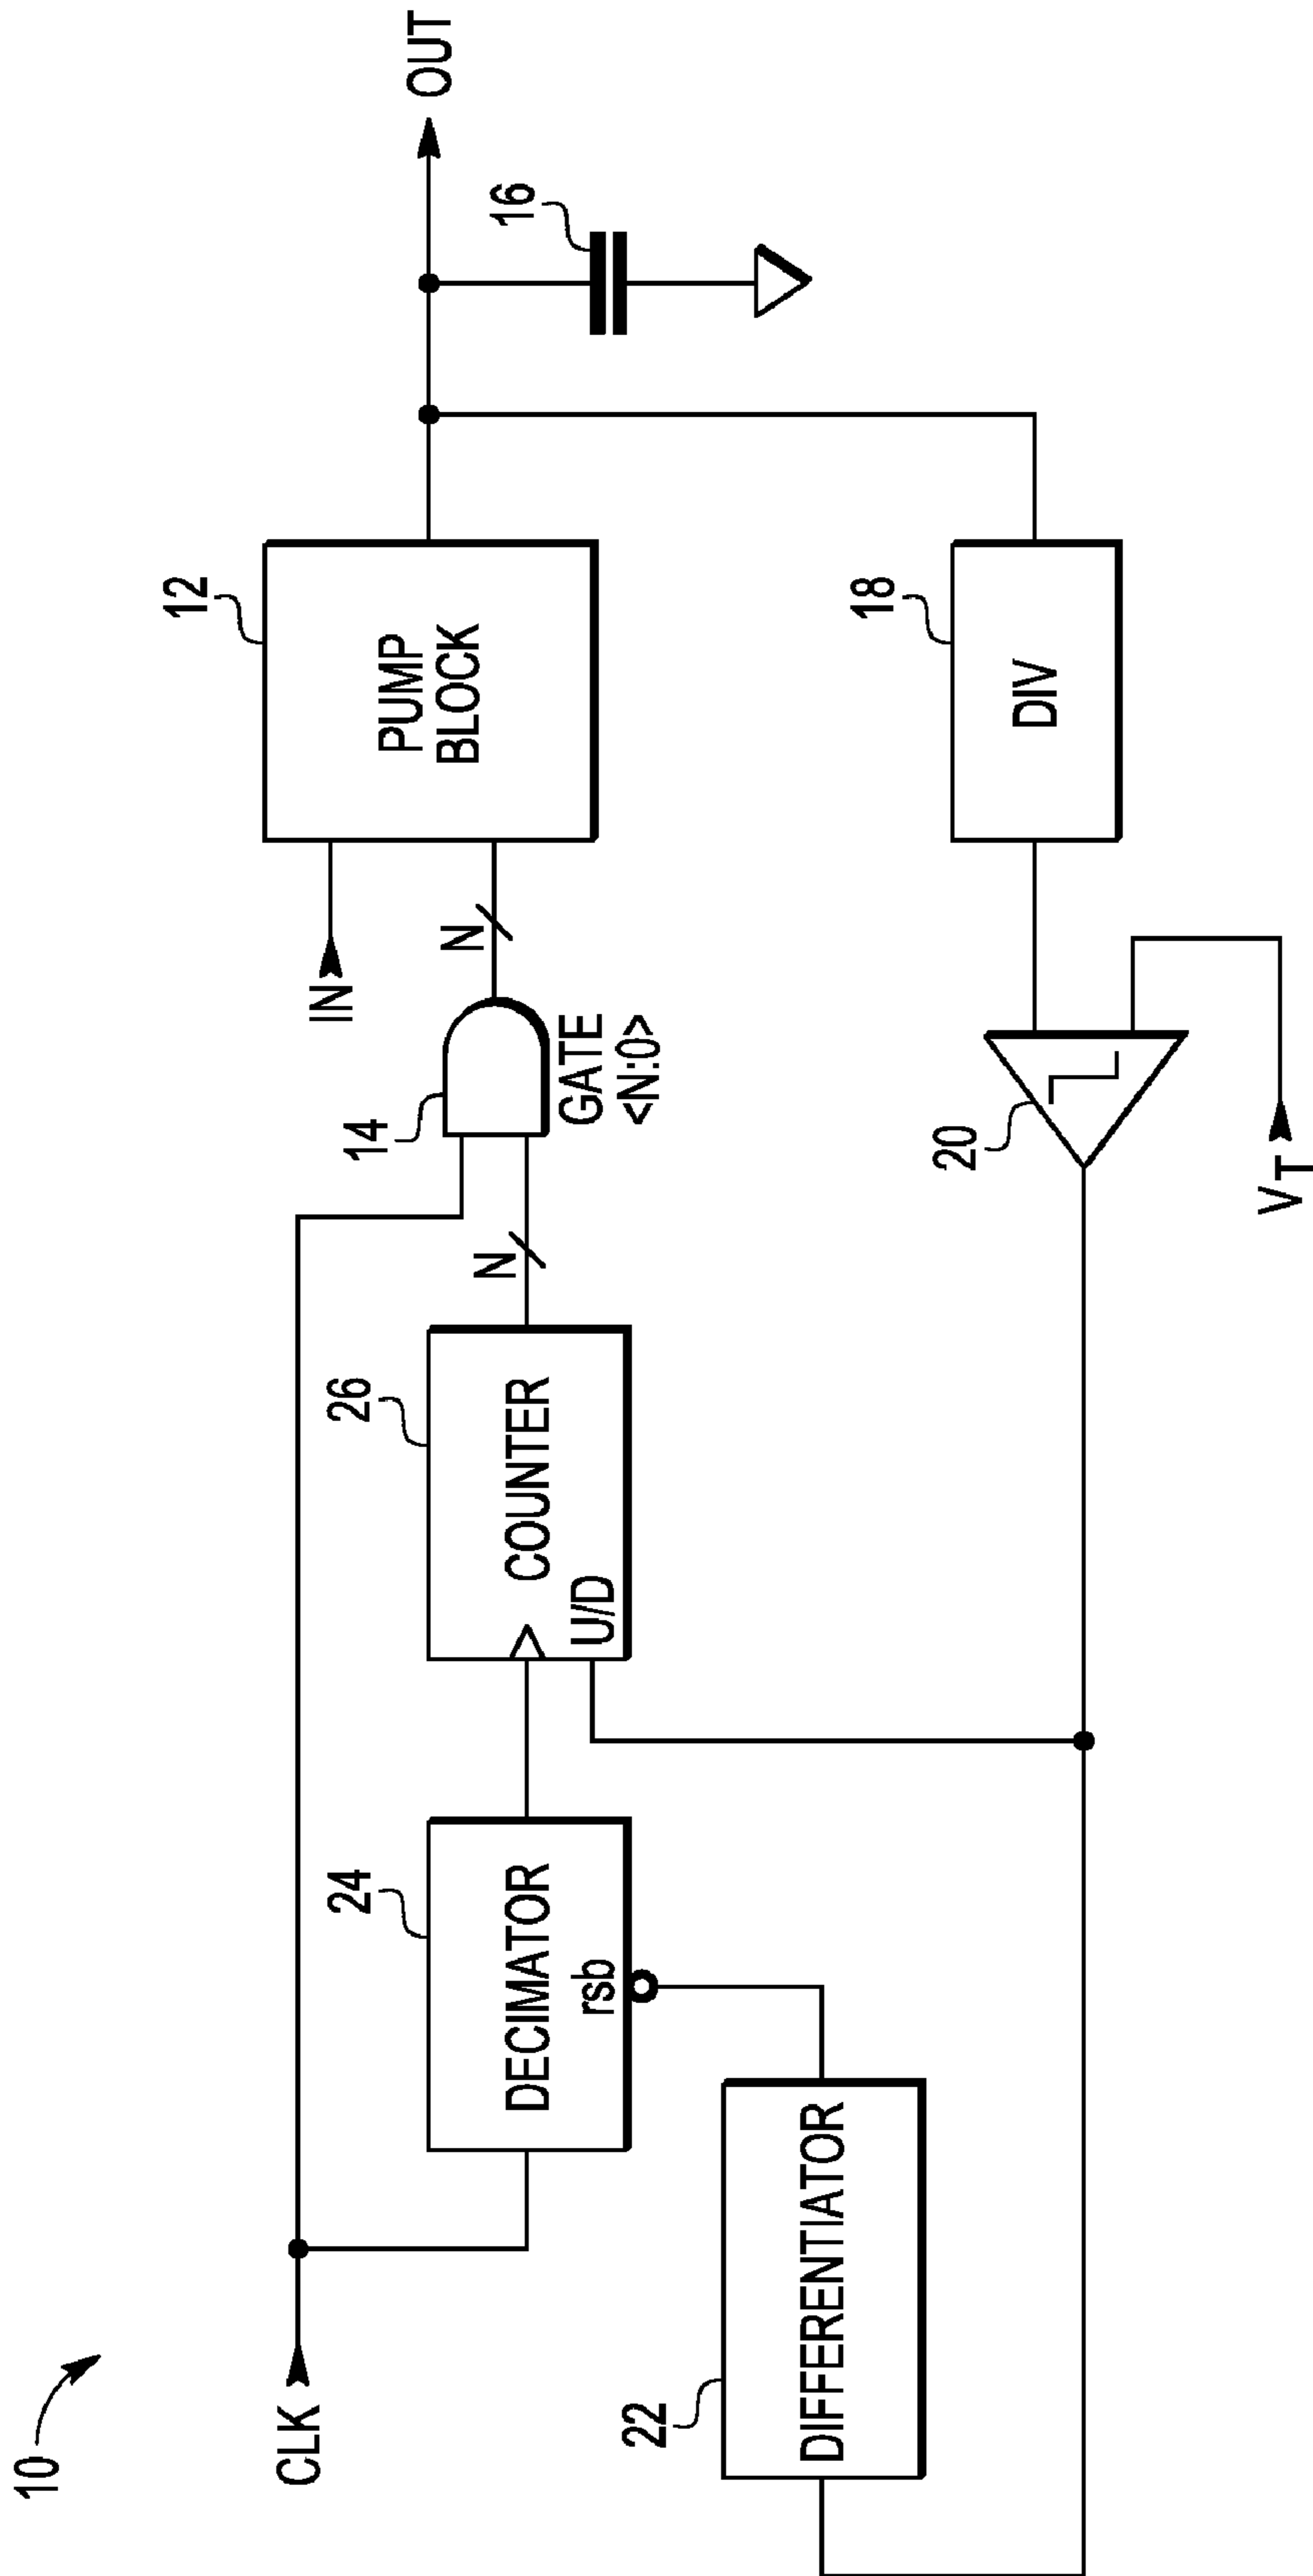 10
CLK
24
DECIMATOR
rsb
22
DIFFERENTIATOR
26
COUNTER
U/D
N
14
GATE
<N:0>
N
IN
12
PUMP
BLOCK
OUT
16
18
DIV
20
VT